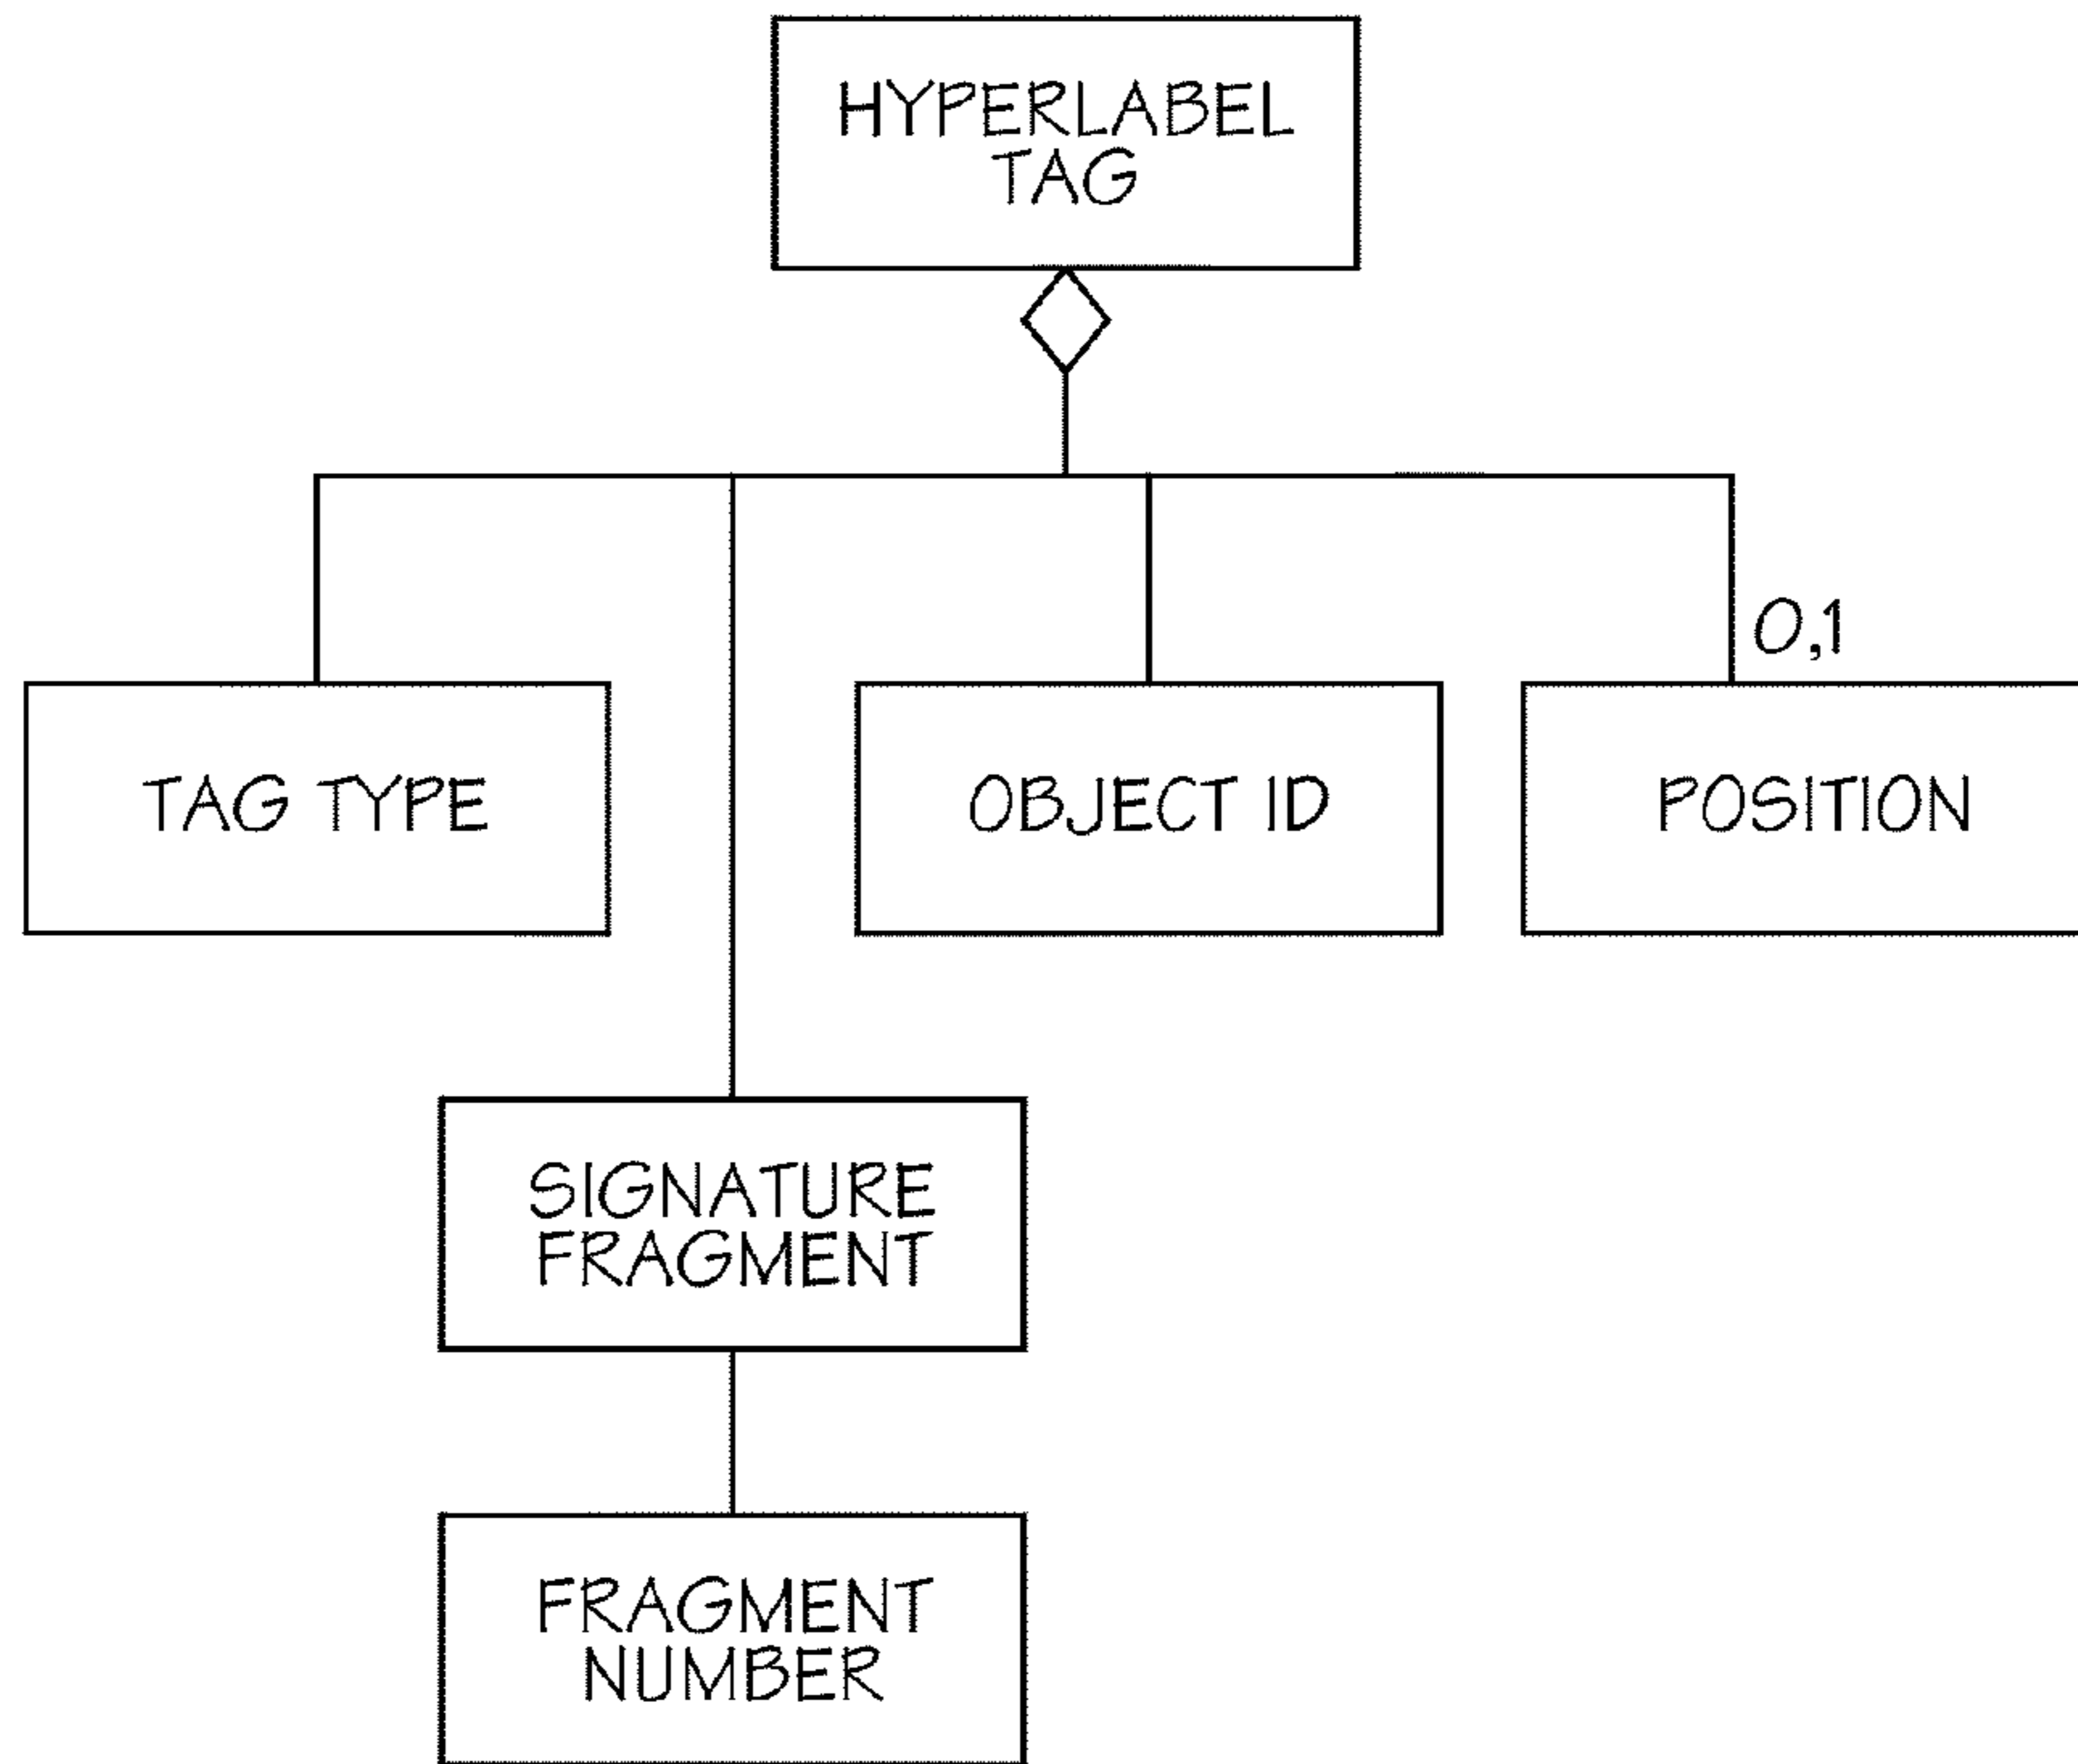 HYPERLABEL
TAG
0,1
TAG TYPE
OBJECT ID
POSITION
SIGNATURE
FRAGMENT
FRAGMENT
NUMBER